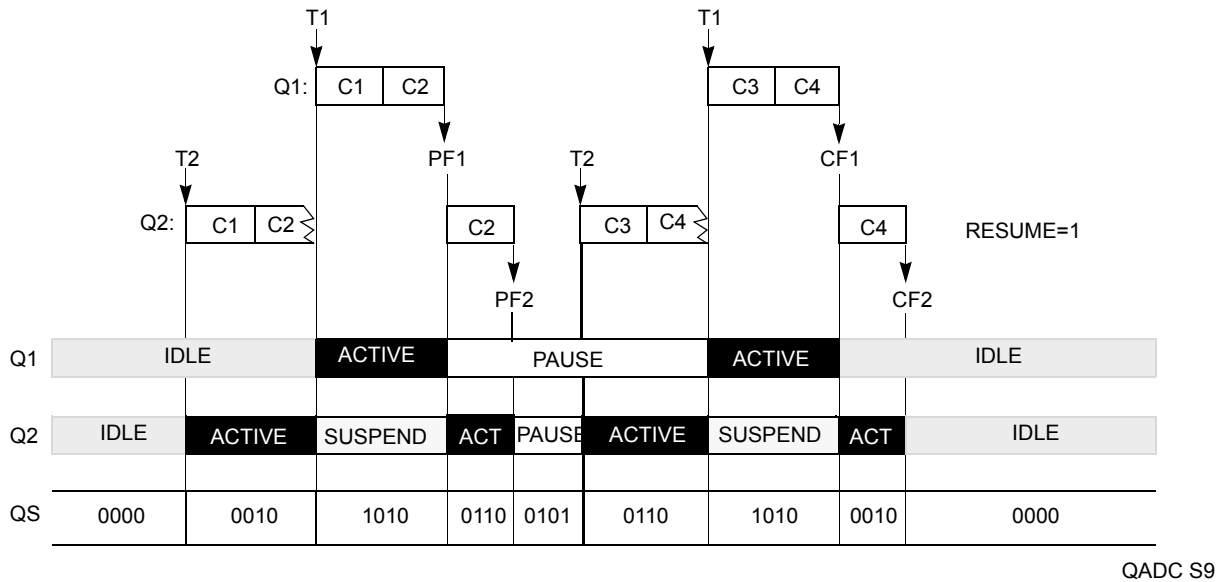 T1 T1
Q1: C1 C2 C3 C4
T2 PF1 T2 CF1
Q2: C1 C2 C2 C3 C4 C4 RESUME=1
PF2 CF2
Q1 IDLE ACTIVE PAUSE ACTIVE IDLE
Q2 IDLE ACTIVE SUSPEND ACT PAUSE ACTIVE SUSPEND ACT IDLE
QS 0000 0010 1010 0110 0101 0110 1010 0010 0000
QADC S9